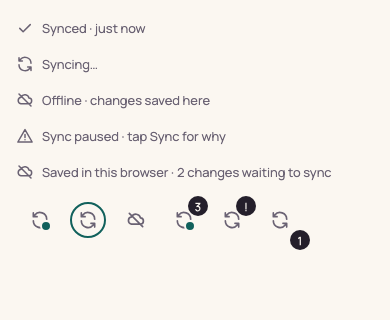 Synced · just now
Syncing…
Offline · changes saved here
Sync paused · tap Sync for why
Saved in this browser · 2 changes waiting to sync
3 !
1